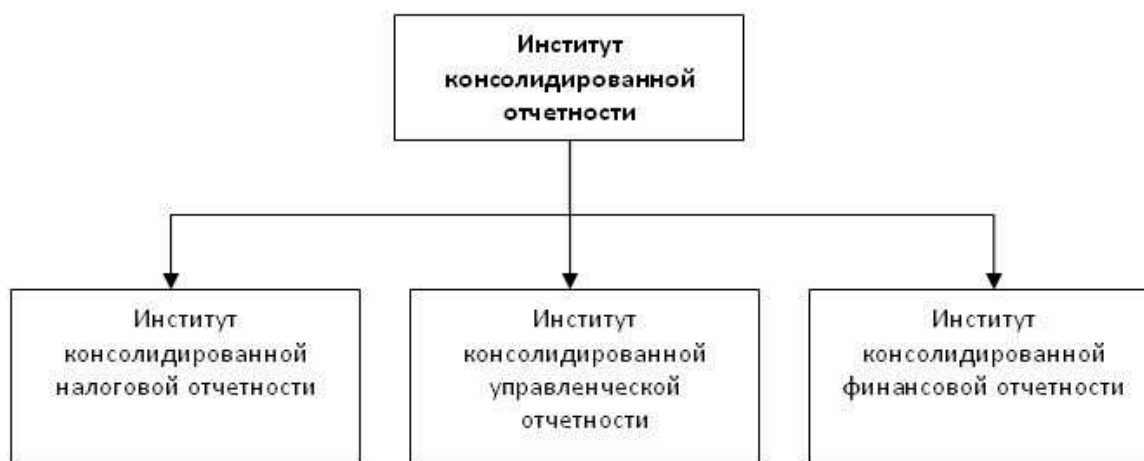 Институт
консолидированной
отчетности
Институт
консолидированной
налоговой отчетности
Институт
консолидированной
управленческой
отчетности
Институт
консолидированной
финансовой отчетности